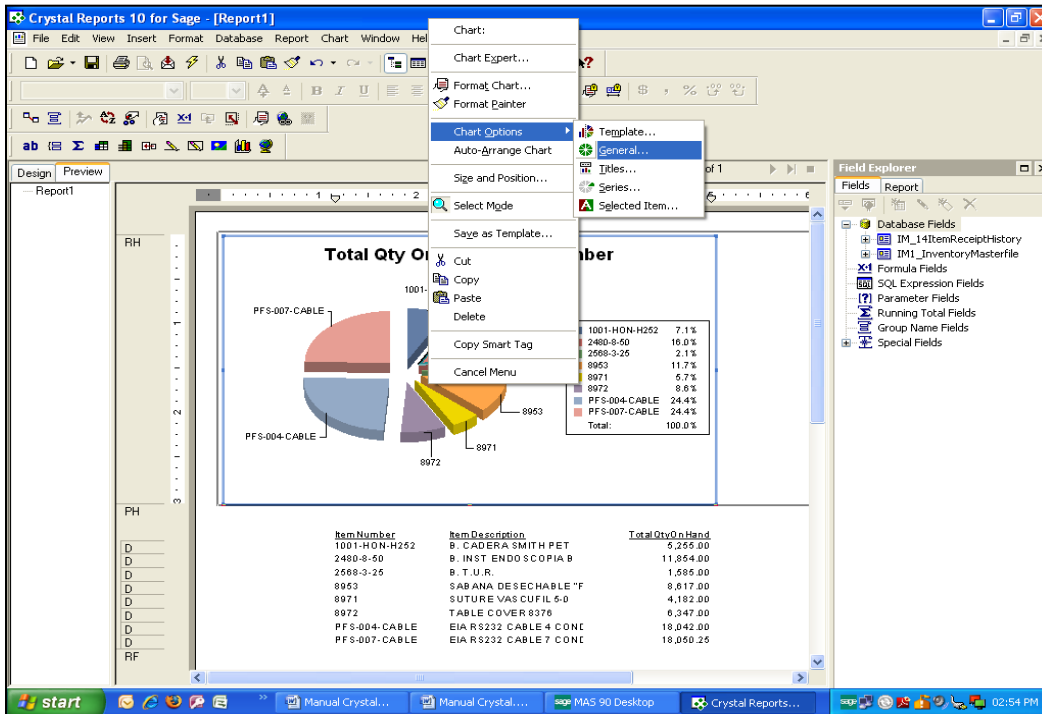 Crystal Reports 10 for Sage - [Report1]
File Edit View Insert Format Database Report Chart Window Hel
Chart:
Chart Expert...
Format Chart...
Format Painter
Chart Options
Auto-Arrange Chart
Size and Position...
Select Mode
Save as Template...
Cut
Copy
Paste
Delete
Copy Smart Tag
Cancel Menu
Template...
General...
Titles...
Series...
Selected Item...
B I U
$ , %
ab
Design Preview
of 1
Report1
1 2 6
RH
1
2
3
PH
D
D
D
D
D
D
D
D
RF
Total Qty O
ber
1001-
PFS-007-CABLE
PFS-004-CABLE
8972
8971
8953
1001-HON-H252 7.1%
2480-8-50 16.0%
2568-3-25 2.1%
8953 11.7%
8971 5.7%
8972 8.6%
PFS-004-CABLE 24.4%
PFS-007-CABLE 24.4%
Total: 100.0%
Item Number Item Description TotalQtyOnHand
1001-HON-H252 B. CADERA SMITH PET 5,255.00
2480-8-50 B. INST ENDOSCOPIA B 11,854.00
2568-3-25 B. T.U.R. 1,585.00
8953 SABANA DESECHABLE "F 8,617.00
8971 SUTURE VASCUFIL 5-0 4,182.00
8972 TABLE COVER 8376 6,347.00
PFS-004-CABLE EIA RS232 CABLE 4 COND 18,042.00
PFS-007-CABLE EIA RS232 CABLE 7 COND 18,050.25
Field Explorer
Fields Report
Database Fields
IM_14ItemReceiptHistory
IM1_InventoryMasterfile
Formula Fields
SQL Expression Fields
Parameter Fields
Running Total Fields
Group Name Fields
Special Fields
start
Manual Crystal...
Manual Crystal....
MAS 90 Desktop
Crystal Reports...
02:54 PM